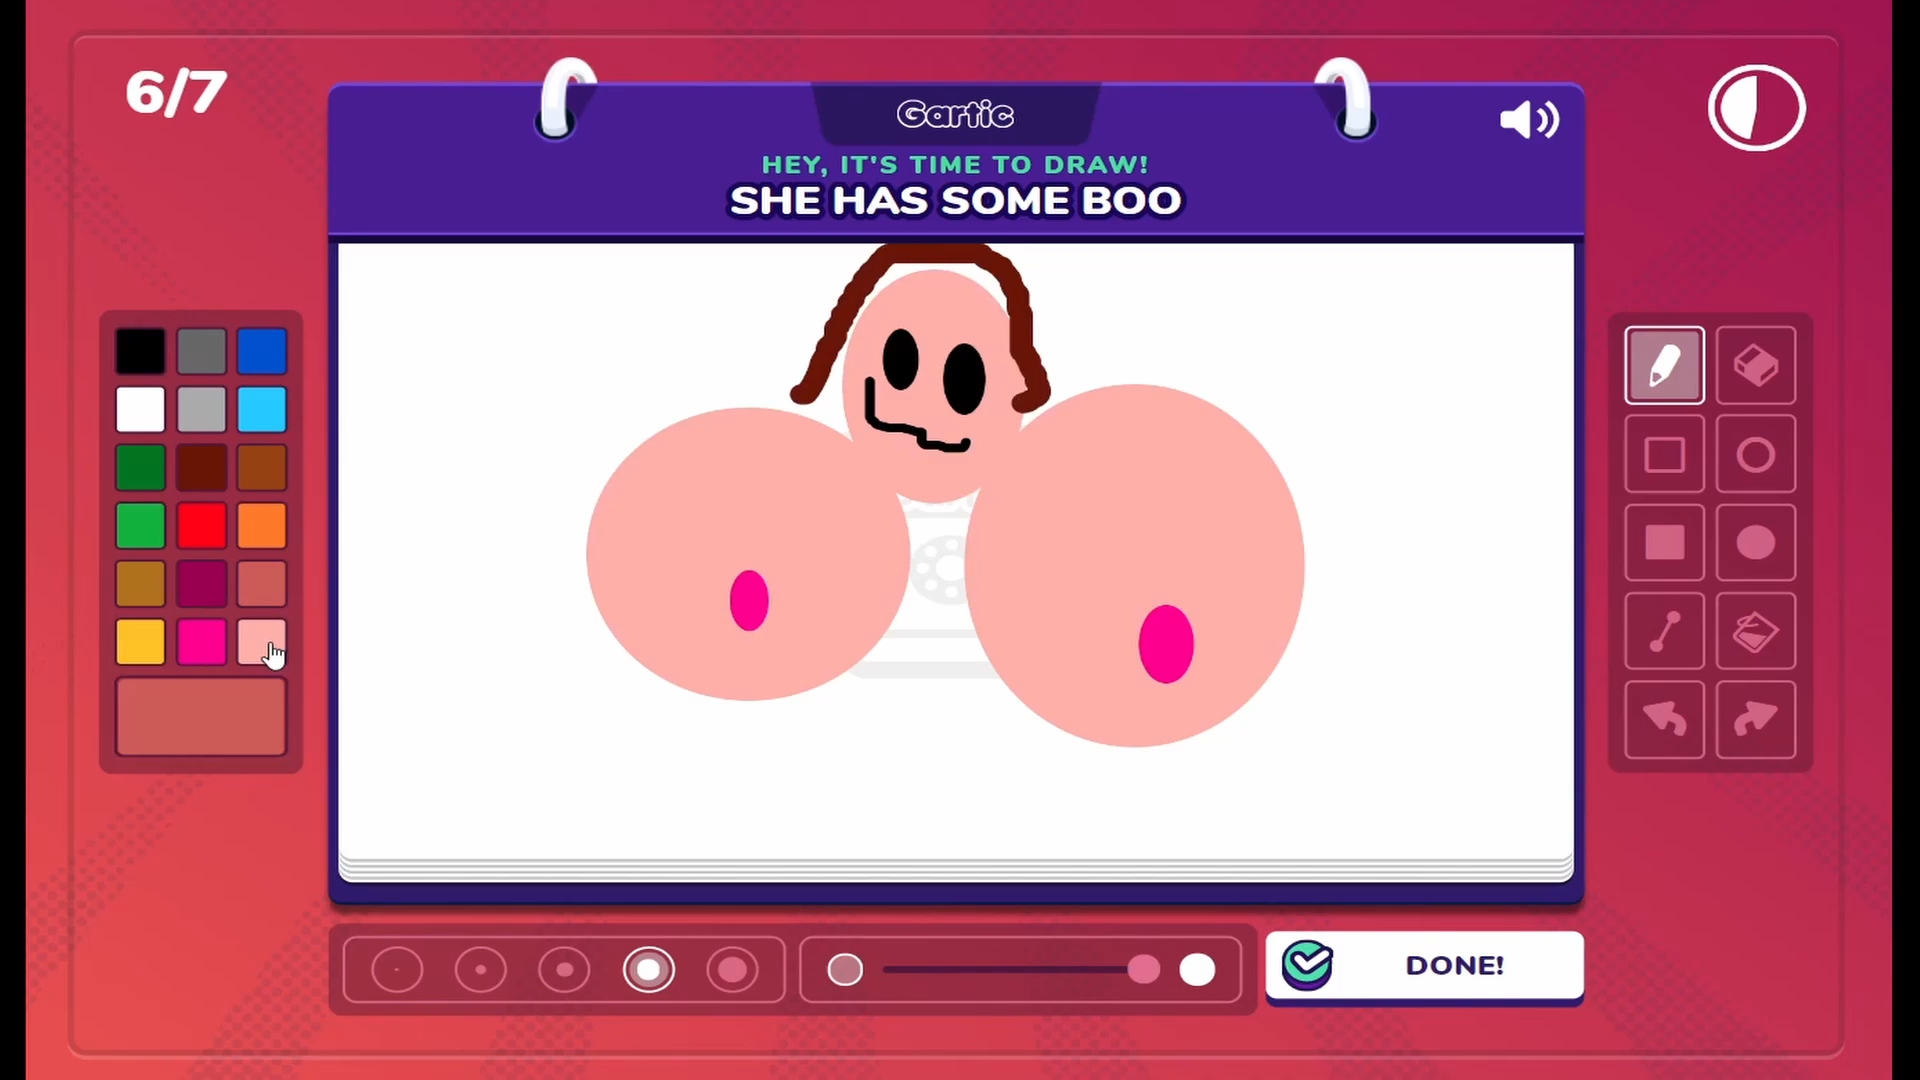 6/7
Gartic
HEY, IT'S TIME TO DRAW!
SHE HAS SOME BOO
DONE!